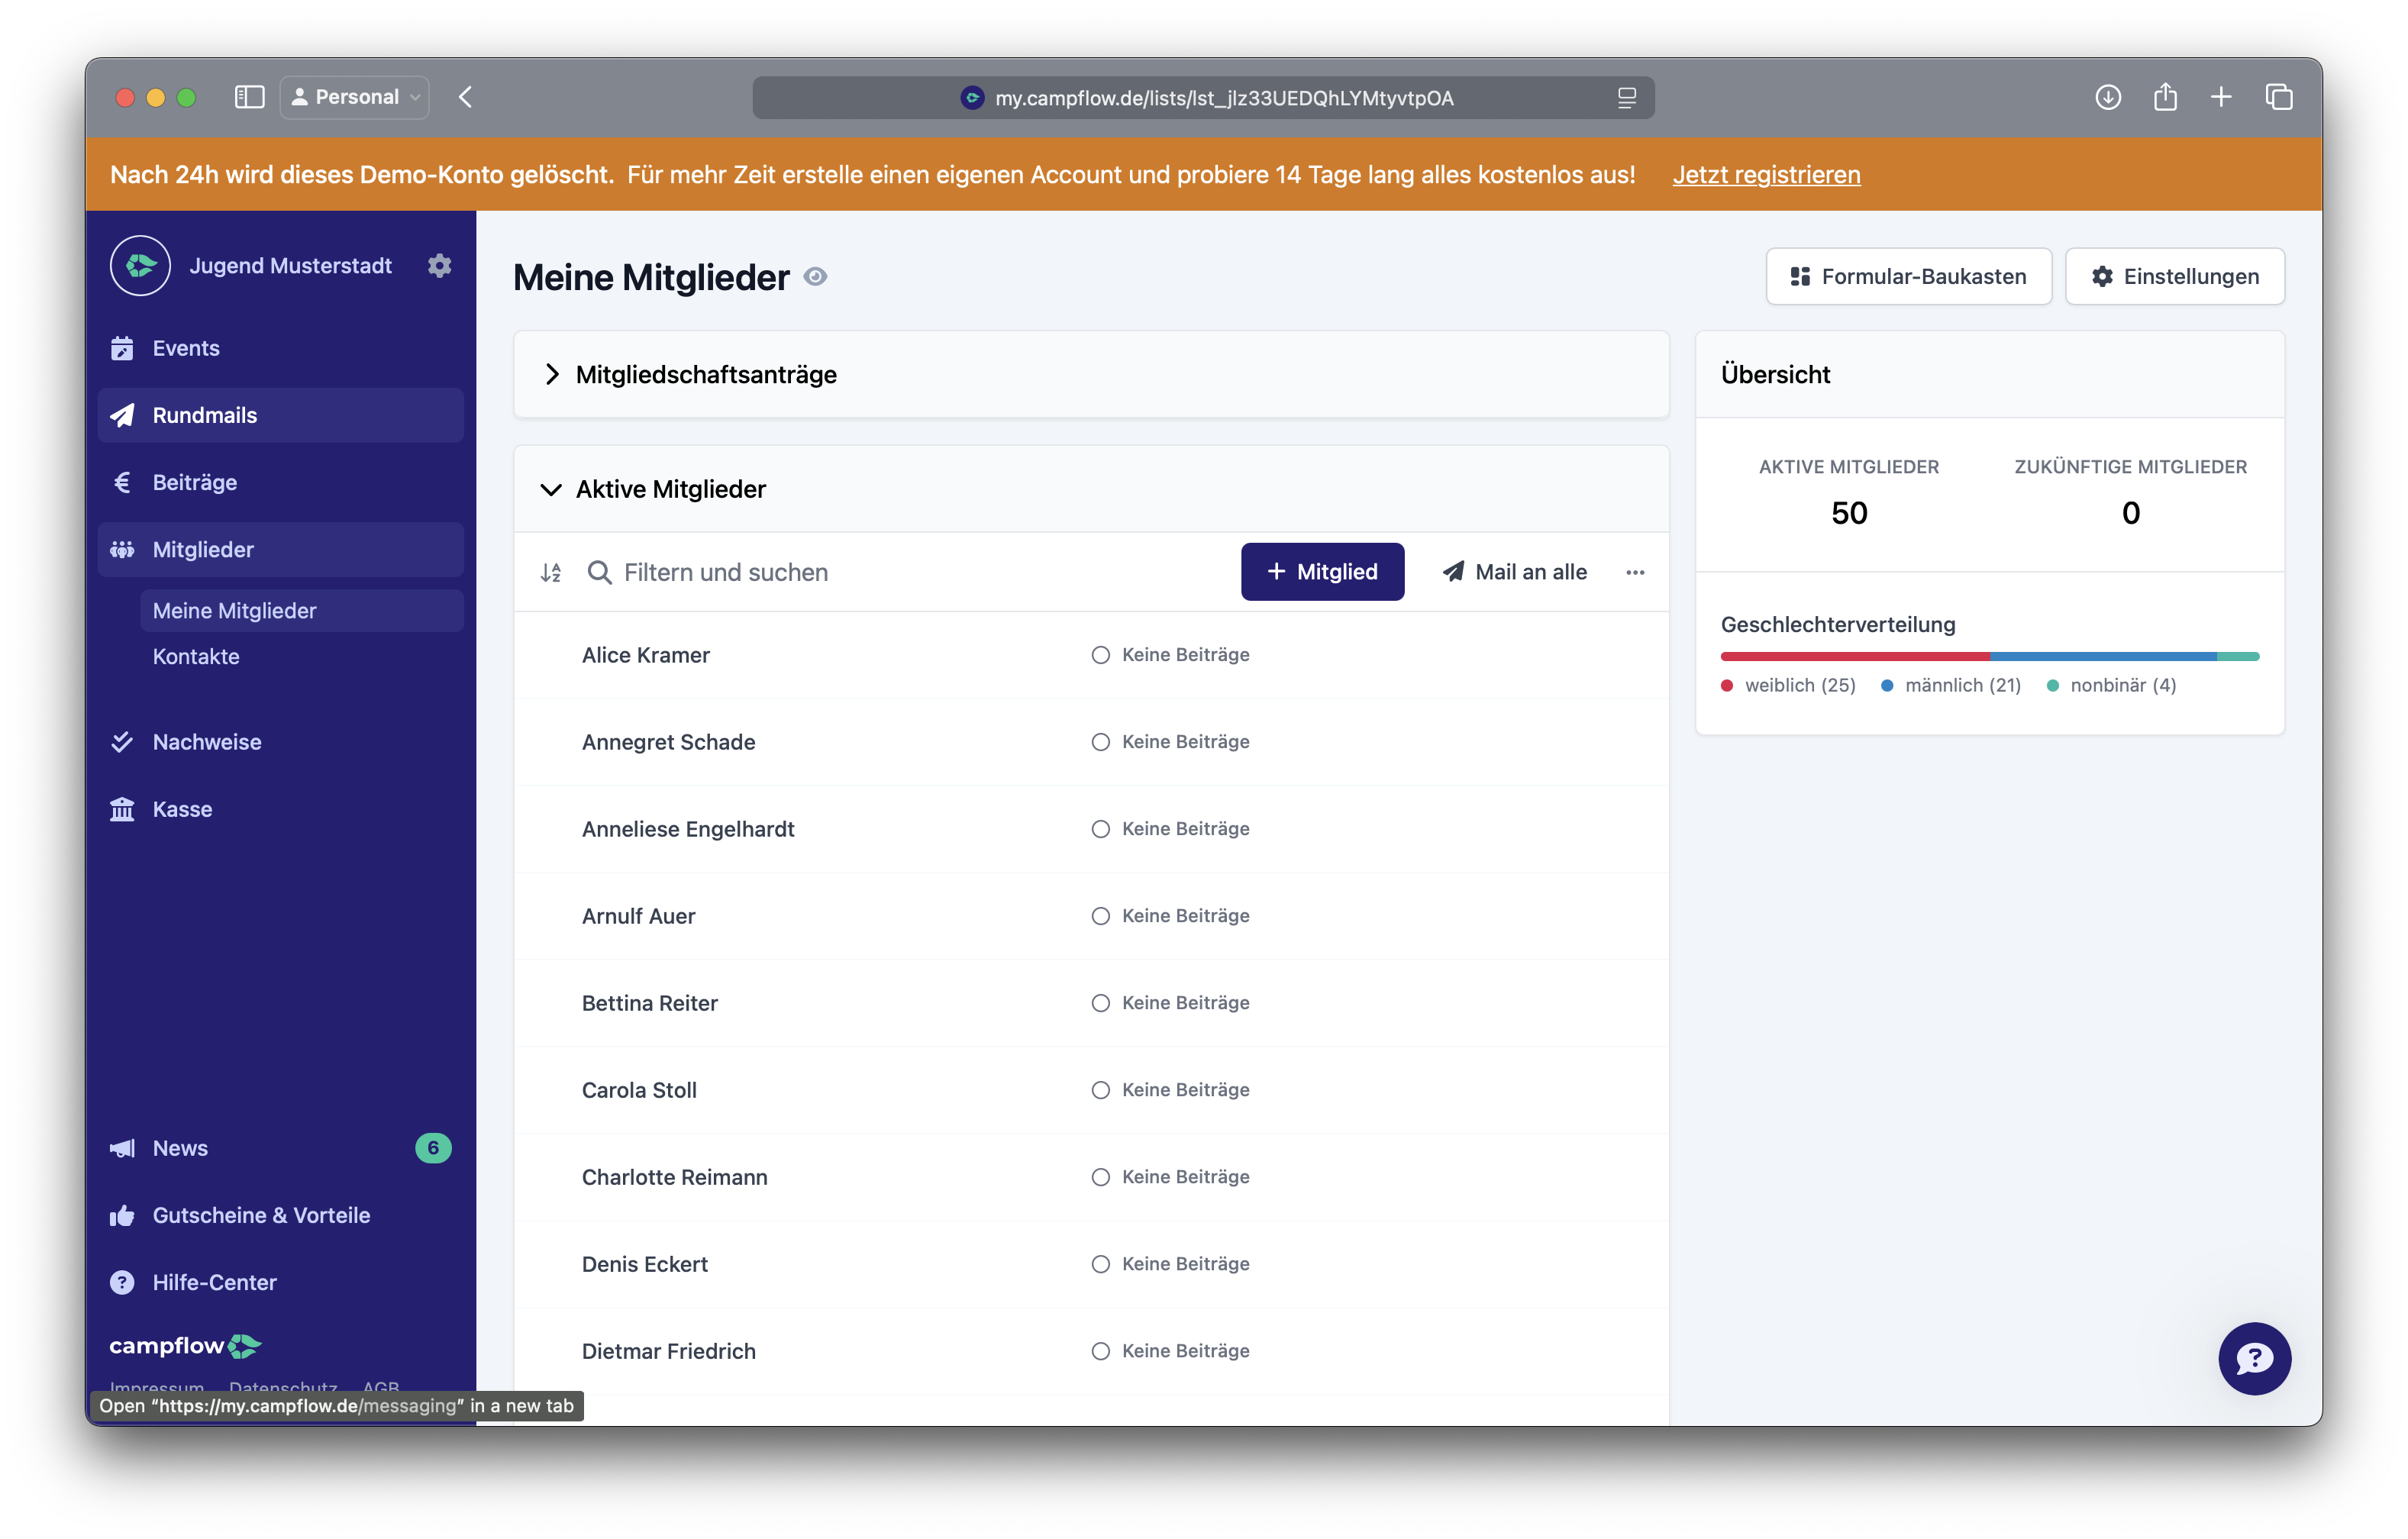 Personal
my.campflow.de/lists/lst_jlz33UEDQhLYMtyvtpOA
Nach 24h wird dieses Demo-Konto gelöscht. Für mehr Zeit erstelle einen eigenen Account und probiere 14 Tage lang alles kostenlos aus! Jetzt registrieren
Jugend Musterstadt
Events
Rundmails
Beiträge
Mitglieder
Meine Mitglieder
Kontakte
Nachweise
Kasse
News 6
Gutscheine & Vorteile
Hilfe-Center
campflow
Impressum Datenschutz AGB
Open “https://my.campflow.de/messaging” in a new tab
Meine Mitglieder
Formular-Baukasten
Einstellungen
Mitgliedschaftsanträge
Aktive Mitglieder
Filtern und suchen
+ Mitglied
Mail an alle
Alice Kramer Keine Beiträge
Annegret Schade Keine Beiträge
Anneliese Engelhardt Keine Beiträge
Arnulf Auer Keine Beiträge
Bettina Reiter Keine Beiträge
Carola Stoll Keine Beiträge
Charlotte Reimann Keine Beiträge
Denis Eckert Keine Beiträge
Dietmar Friedrich Keine Beiträge
Übersicht
AKTIVE MITGLIEDER ZUKÜNFTIGE MITGLIEDER
50 0
Geschlechterverteilung
weiblich (25) männlich (21) nonbinär (4)